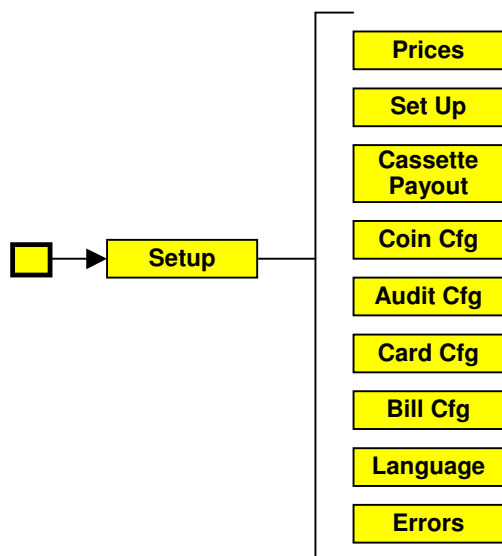 Prices
Set Up
Cassette
Payout
Coin Cfg
Setup
Audit Cfg
Card Cfg
Bill Cfg
Language
Errors